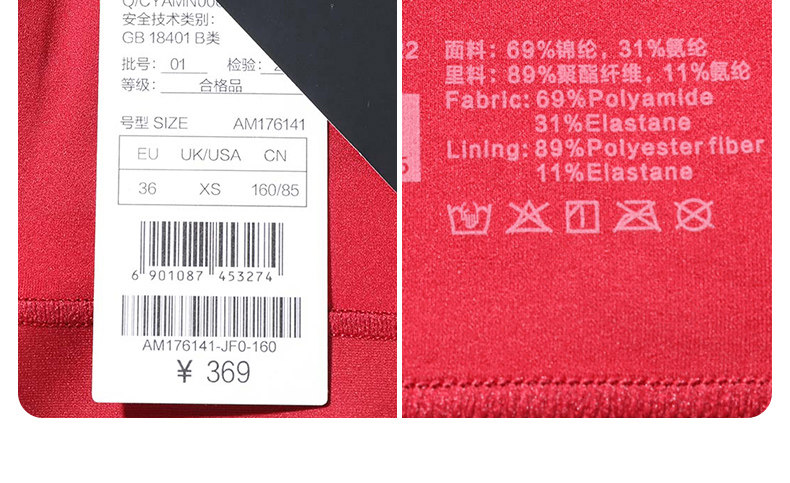 Q/CYAMN000
安全技术类别:
GB 18401 B类
批号: 01 检验: 2
等级: 合格品
号型 SIZE AM176141
EU UK/USA CN
36 XS 160/85
6 901087 453274
AM176141-JF0-160
¥ 369
面料: 69%锦纶, 31%氨纶
里料: 89%聚酯纤维, 11%氨纶
Fabric: 69%Polyamide
31%Elastane
Lining: 89%Polyester fiber
11%Elastane